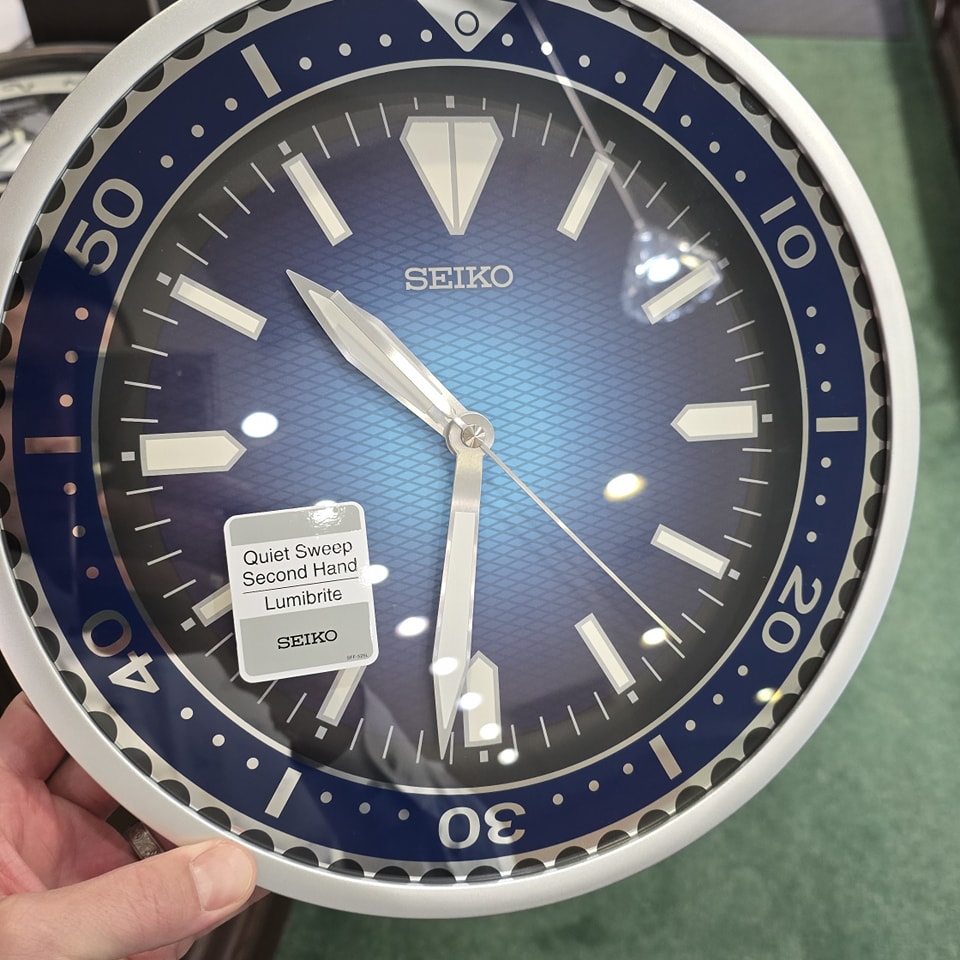 50
10
SEIKO
Quiet Sweep
Second Hand
Lumibrite
SEIKO
40
20
30